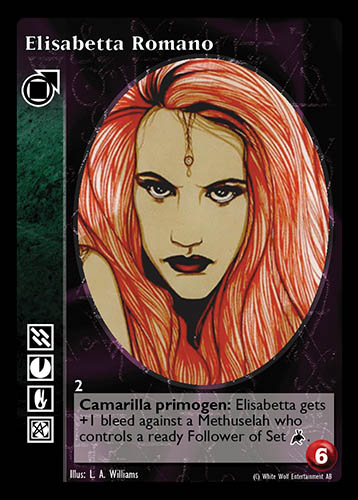 Elisabetta Romano
2
Camarilla primogen: Elisabetta gets
+1 bleed against a Methuselah who
controls a ready Follower of Set .
6
Illus: L. A. Williams
(C) White Wolf Entertainment AB